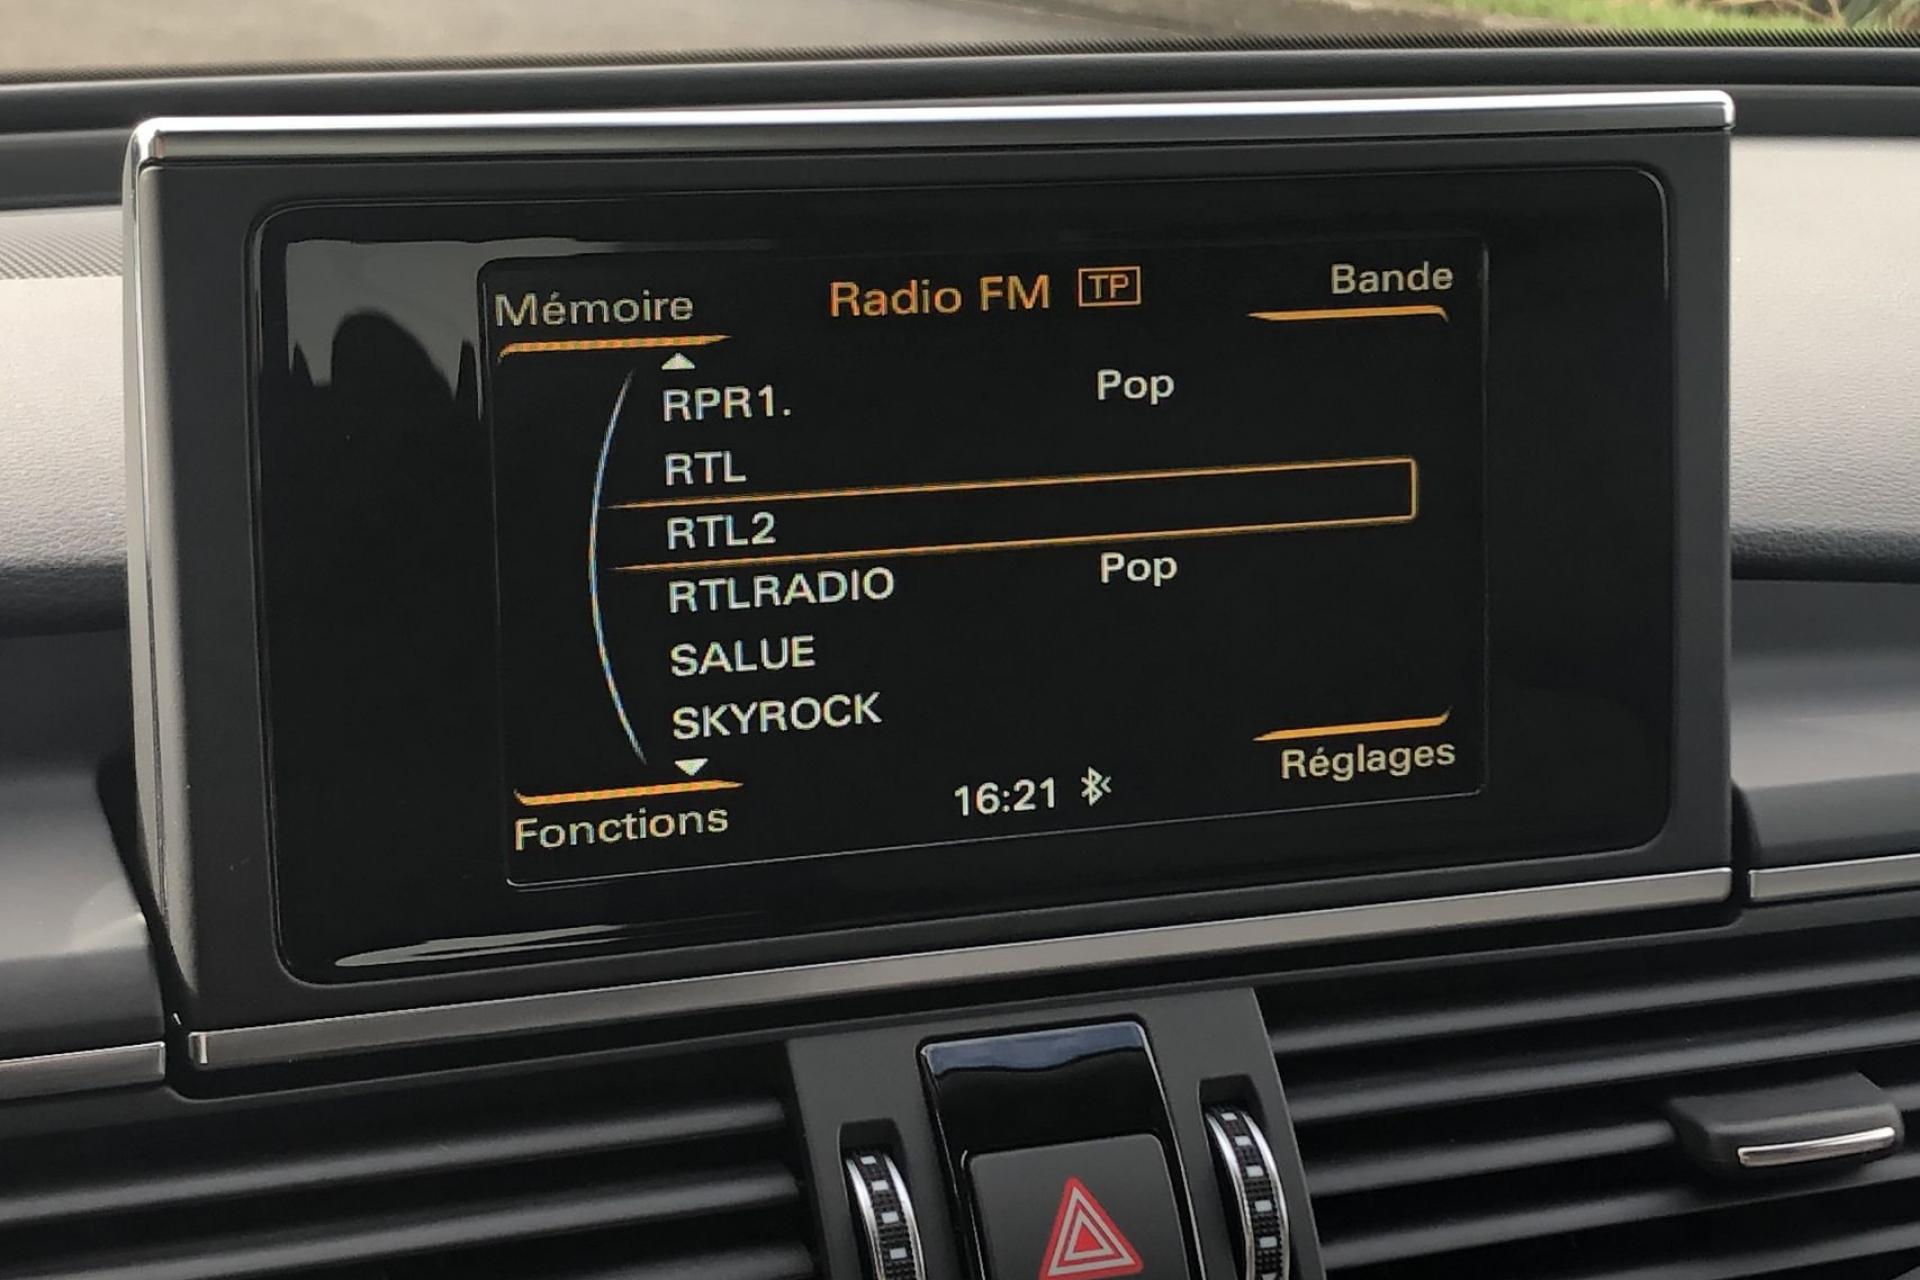 Mémoire Radio FM TP Bande
RPR1. Pop
RTL
RTL2
RTLRADIO Pop
SALUE
SKYROCK
Fonctions 16:21 Réglages